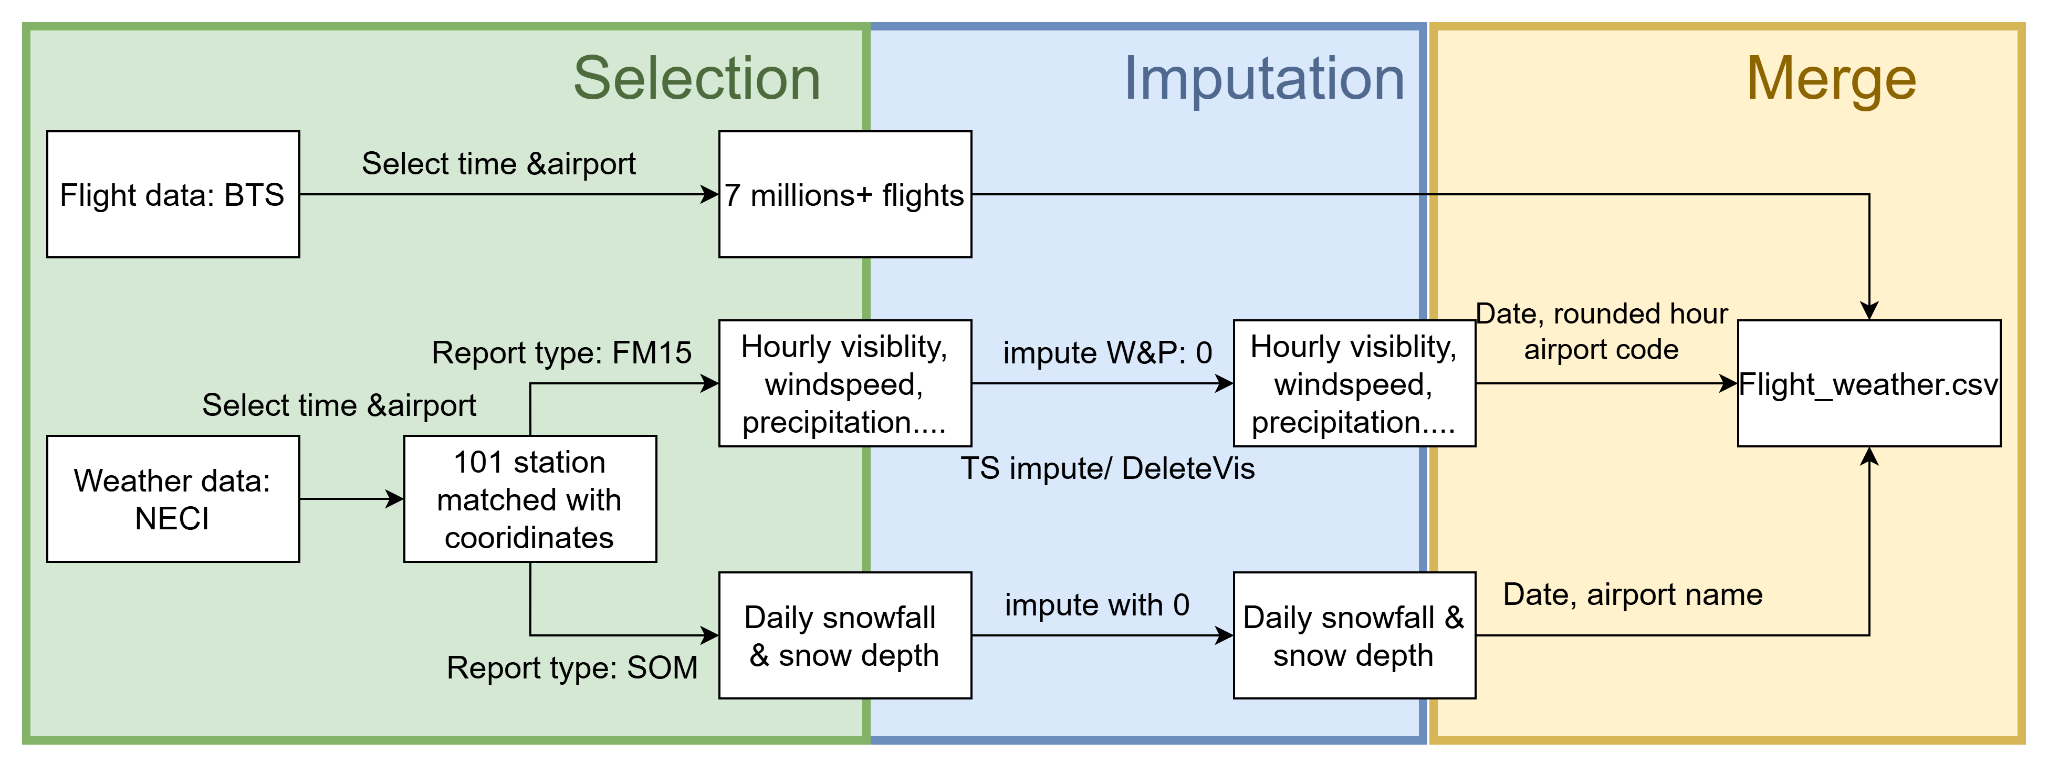 Selection
Imputation
Merge
Flight data: BTS
Select time &airport
7 millions+ flights
Report type: FM15
Hourly visiblity,
windspeed,
precipitation....
impute W&P: 0
Hourly visiblity,
windspeed,
precipitation....
Date, rounded hour
airport code
Flight_weather.csv
Select time &airport
Weather data:
NECI
101 station
matched with
cooridinates
TS impute/ DeleteVis
Report type: SOM
Daily snowfall
& snow depth
impute with 0
Daily snowfall &
snow depth
Date, airport name